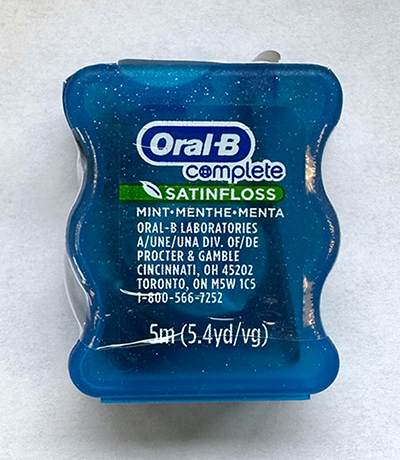 Oral-B
complete
SATINFLOSS
MINT•MENTHE•MENTA
ORAL-B LABORATORIES
A/UNE/UNA DIV. OF/DE
PROCTER & GAMBLE
CINCINNATI, OH 45202
TORONTO, ON M5W 1C5
1-800-566-7252
5m (5.4yd/vg)